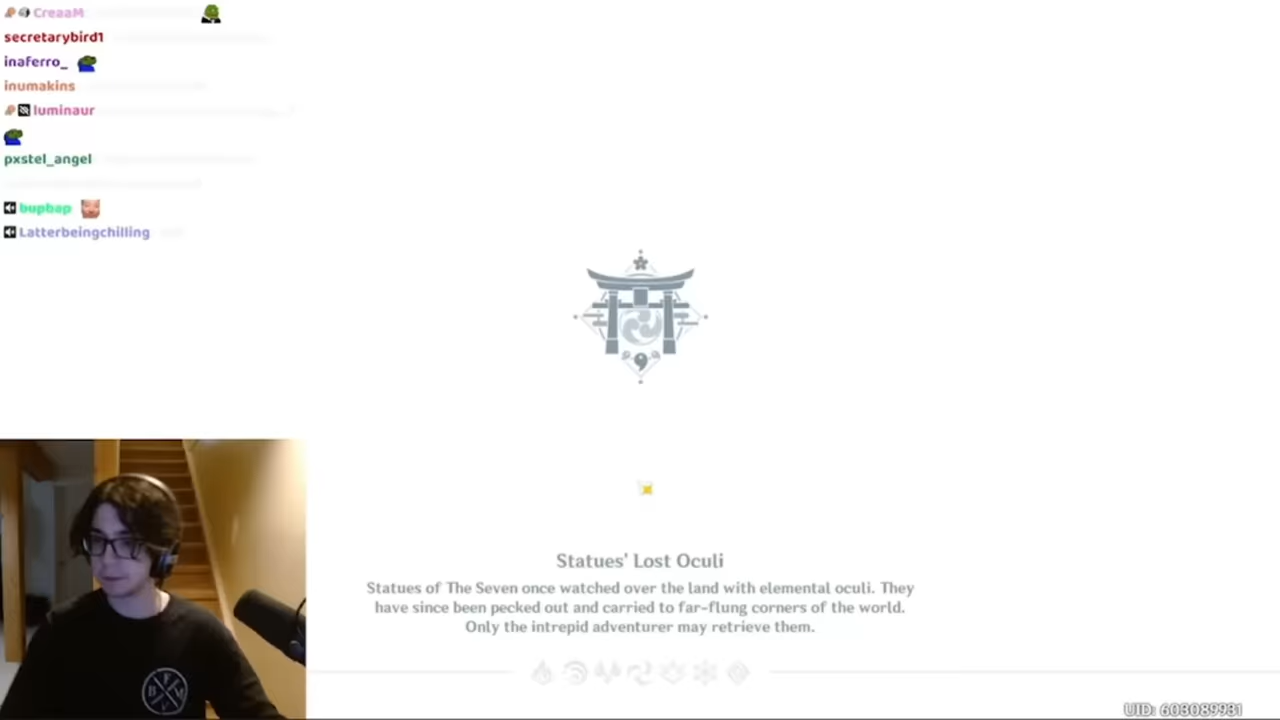 CreaaM
secretarybird1
inaferro_
inumakins
luminaur
pxstel_angel
buphap
Latterbeingchilling
Statues' Lost Oculi
Statues of The Seven once watched over the land with elemental oculi. They
have since been pecked out and carried to far-flung corners of the world.
Only the intrepid adventurer may retrieve them.
UID: 603089931